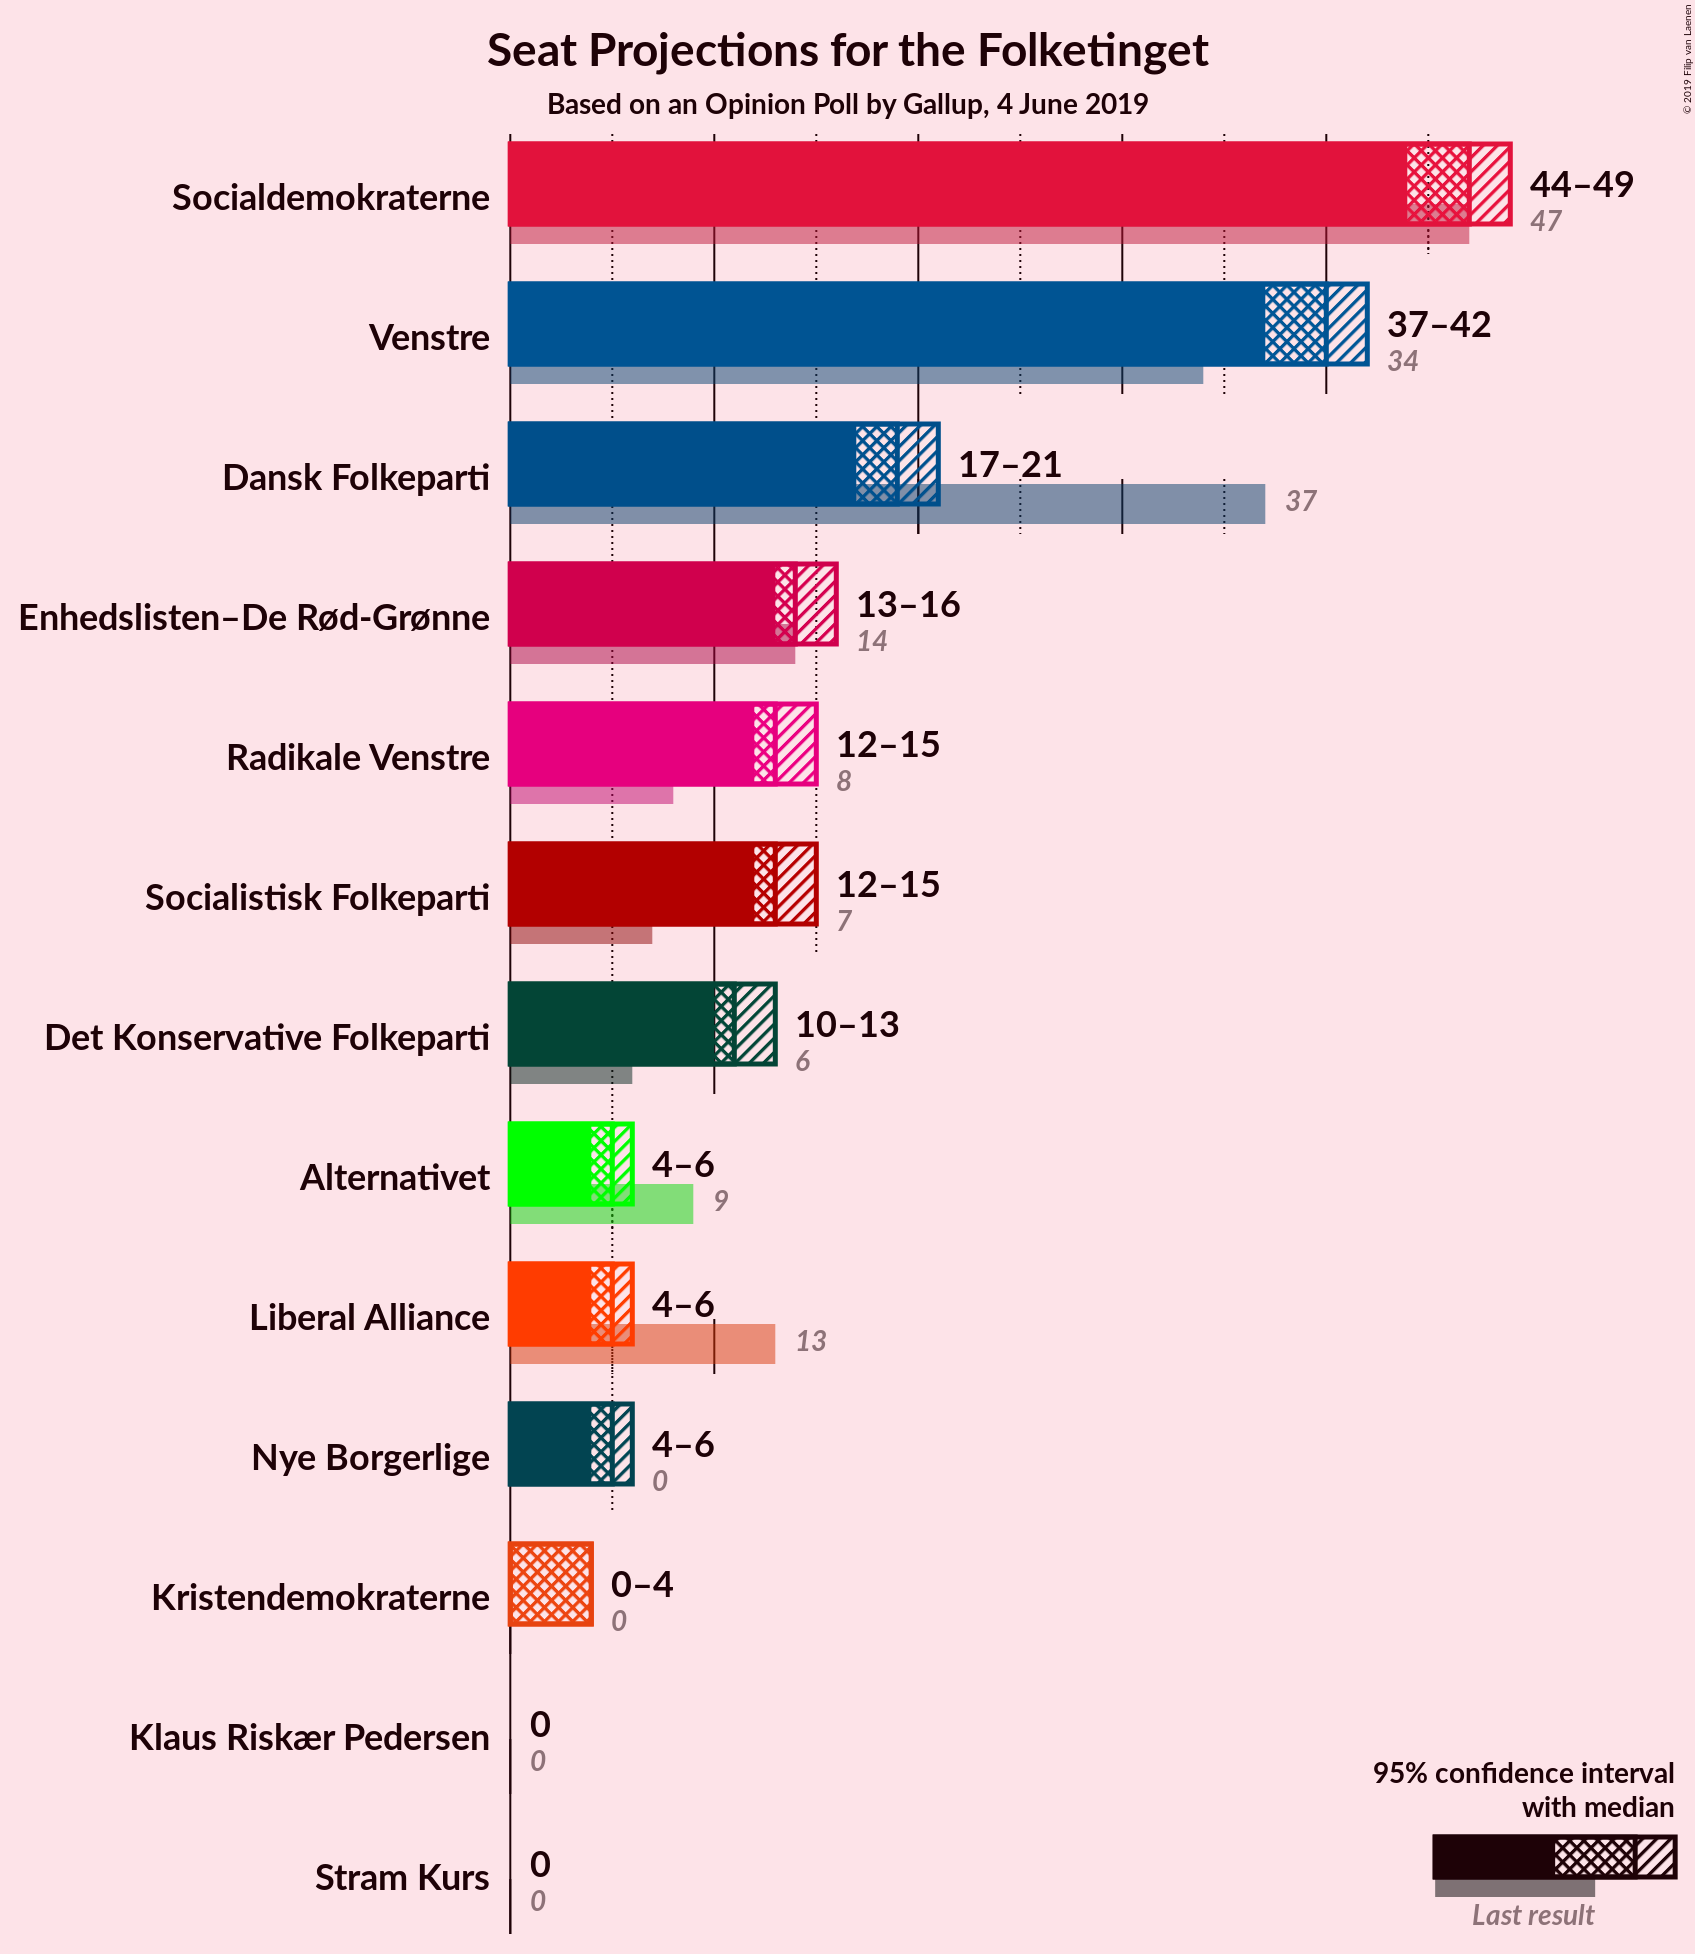 Seat Projections for the Folketinget
Based on an Opinion Poll by Gallup, 4 June 2019
© 2019 Filip van Laenen
Socialdemokraterne
44–49
47
Venstre
37–42
34
Dansk Folkeparti
17–21
37
Enhedslisten–De Rød-Grønne
13–16
14
Radikale Venstre
12–15
8
Socialistisk Folkeparti
12–15
7
Det Konservative Folkeparti
10–13
6
Alternativet
4–6
9
Liberal Alliance
4–6
13
Nye Borgerlige
4–6
0
Kristendemokraterne
0–4
0
Klaus Riskær Pedersen
0
0
Stram Kurs
0
0
95% confidence interval
with median
Last result